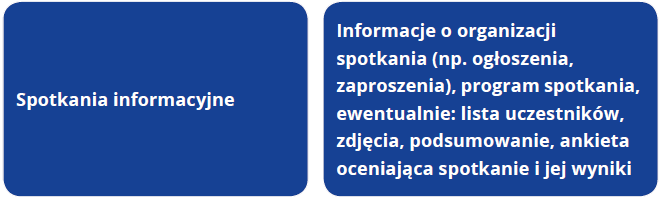 Spotkania informacyjne
Informacje o organizacji
spotkania (np. ogłoszenia,
zaproszenia), program spotkania,
ewentualnie: lista uczestników,
zdjęcia, podsumowanie, ankieta
oceniająca spotkanie i jej wyniki